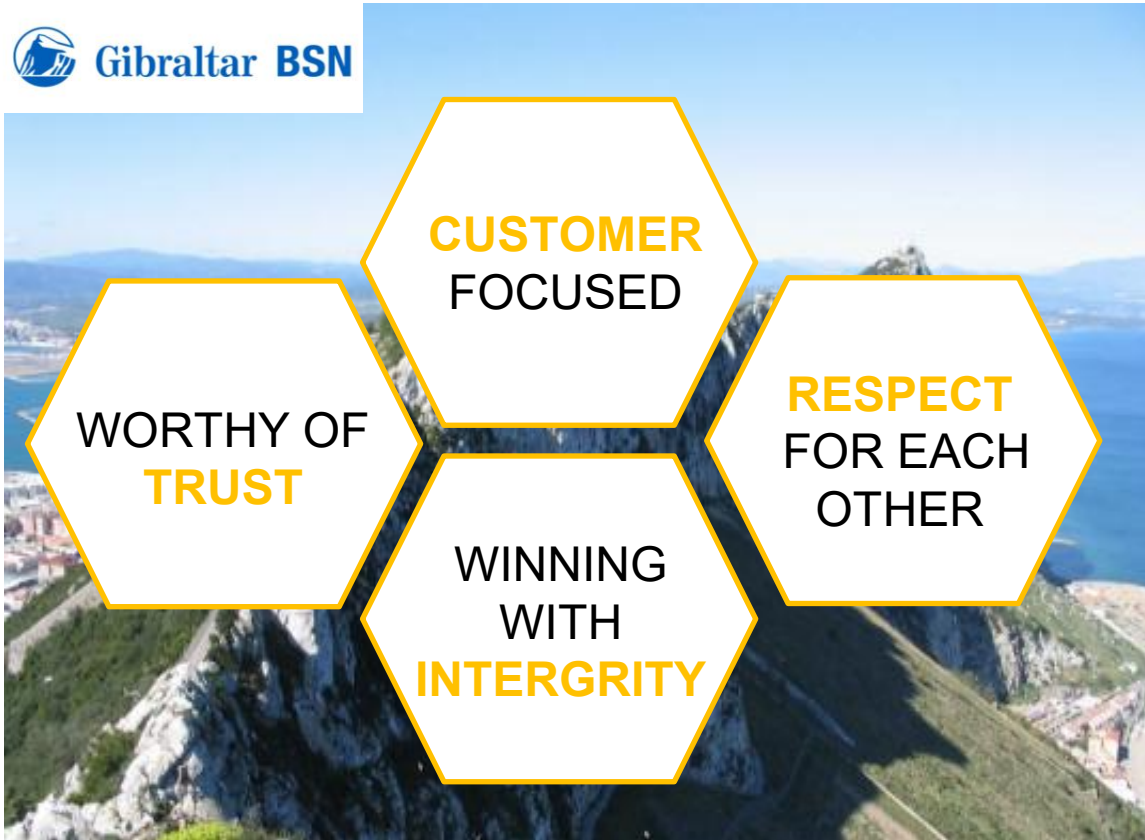 Gibraltar BSN
CUSTOMER
FOCUSED
WORTHY OF
TRUST
RESPECT
FOR EACH
OTHER
WINNING
WITH
INTERGRITY